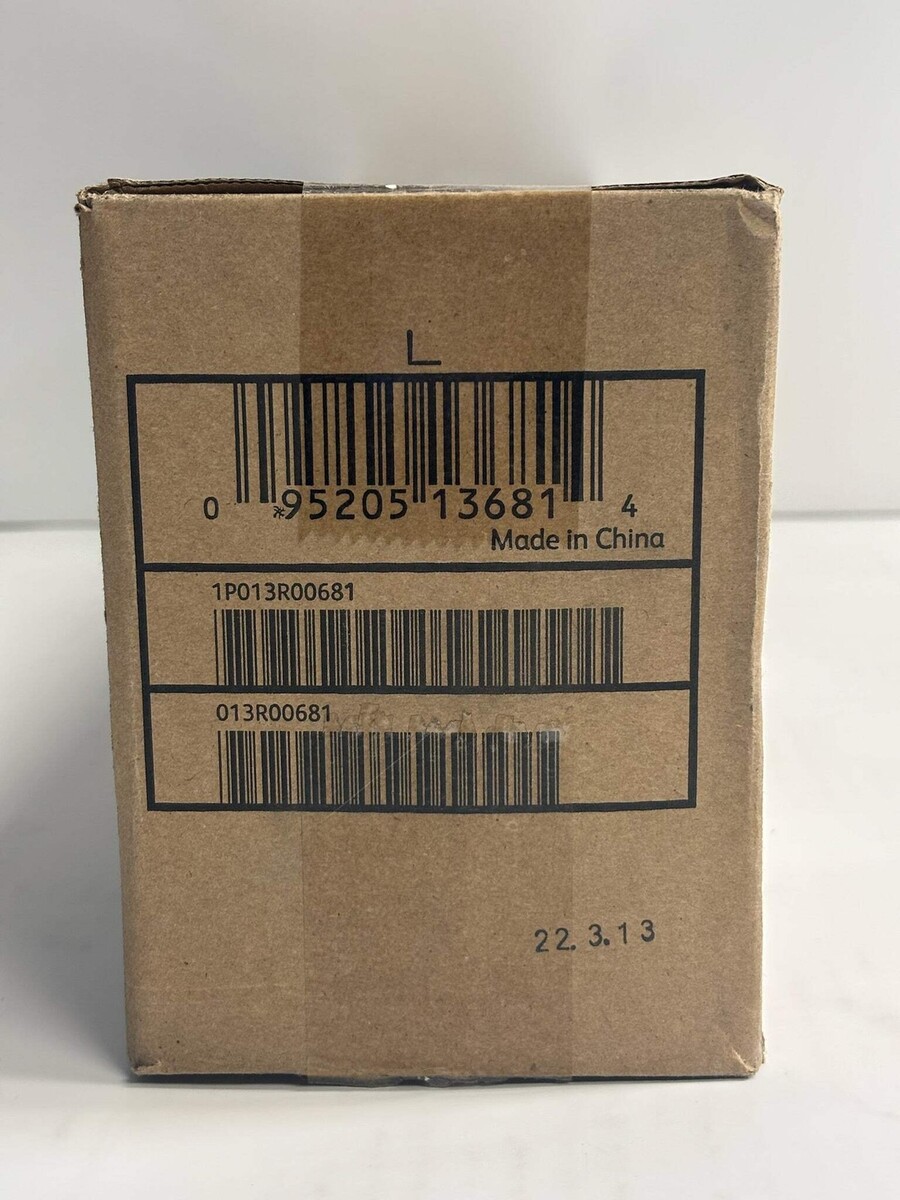 L
0 *95205 13681 4
Made in China
1P013R00681
013R00681
22.3.13